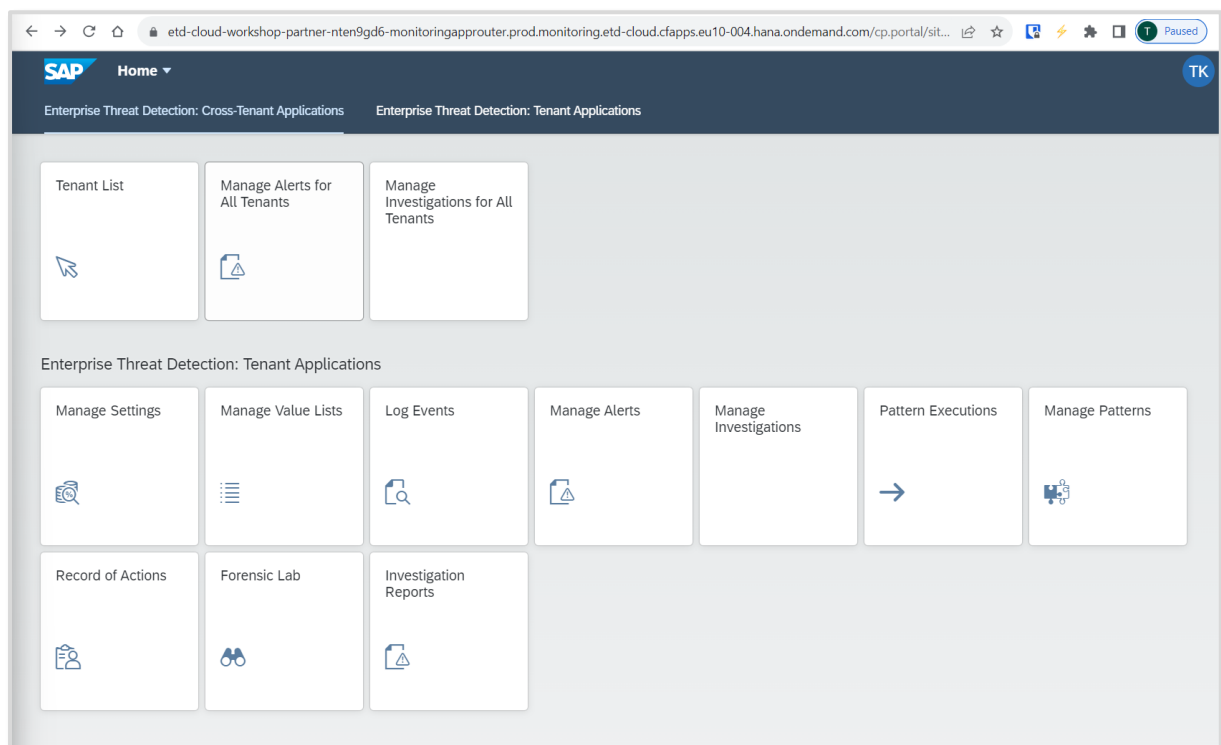 etd-cloud-workshop-partner-nten9gd6-monitoringapprouter.prod.monitoring.etd-cloud.cfapps.eu10-004.hana.ondemand.com/cp.portal/sit...
T Paused
SAP Home
TK
Enterprise Threat Detection: Cross-Tenant Applications Enterprise Threat Detection: Tenant Applications
Tenant List
Manage Alerts for
All Tenants
Manage
Investigations for All
Tenants
Enterprise Threat Detection: Tenant Applications
Manage Settings
Manage Value Lists
Log Events
Manage Alerts
Manage
Investigations
Pattern Executions
Manage Patterns
Record of Actions
Forensic Lab
Investigation
Reports